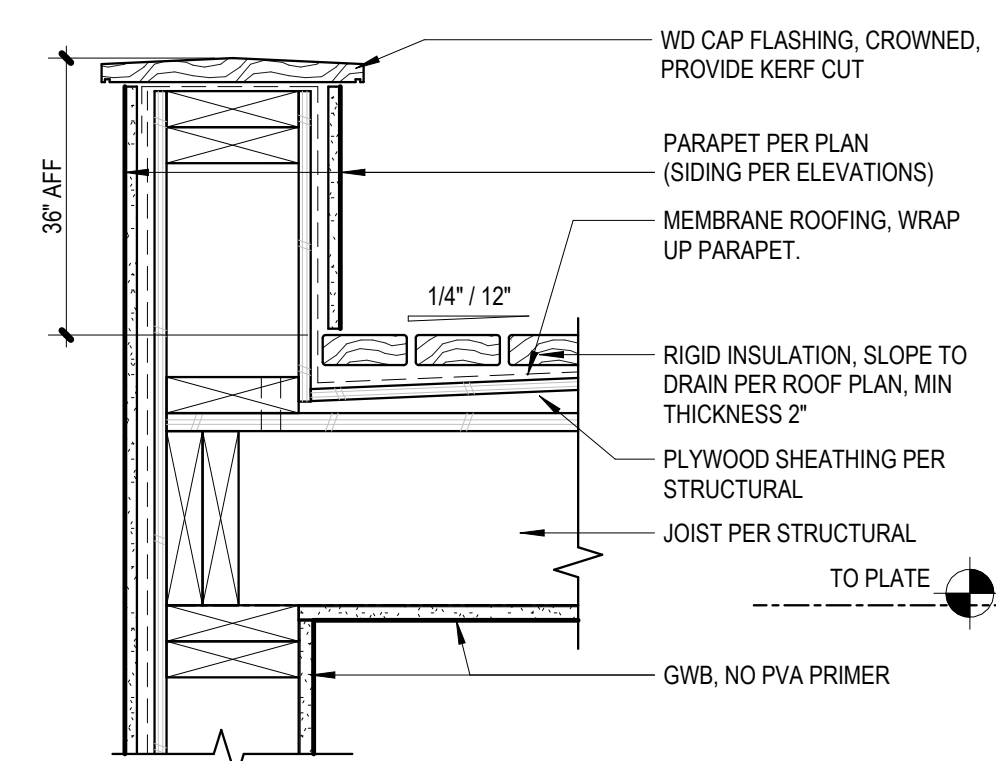 WD CAP FLASHING, CROWNED,
PROVIDE KERF CUT
PARAPET PER PLAN
(SIDING PER ELEVATIONS)
36" AFF
MEMBRANE ROOFING, WRAP
UP PARAPET.
1/4" / 12"
RIGID INSULATION, SLOPE TO
DRAIN PER ROOF PLAN, MIN
THICKNESS 2"
PLYWOOD SHEATHING PER
STRUCTURAL
JOIST PER STRUCTURAL
TO PLATE
GWB, NO PVA PRIMER